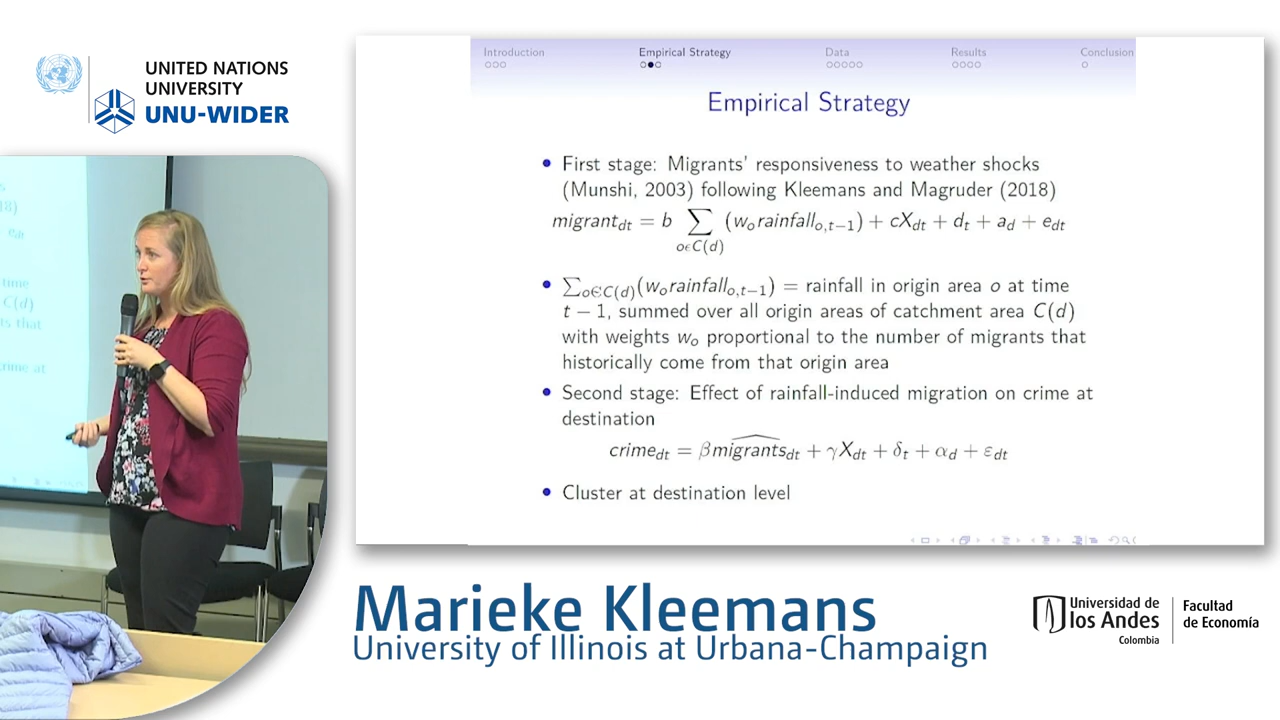 UNITED NATIONS
UNIVERSITY
UNU-WIDER
Introduction
Empirical Strategy
Data
Results
Conclusion
Empirical Strategy
First stage: Migrants' responsiveness to weather shocks
(Munshi, 2003) following Kleemans and Magruder (2018)
migrant_dt = b ∑_{oϵC(d)} (w_o rainfall_{o,t−1}) + cX_dt + d_t + a_d + e_dt
∑_{oϵC(d)}(w_o rainfall_{o,t−1}) = rainfall in origin area o at time
t − 1, summed over all origin areas of catchment area C(d)
with weights w_o proportional to the number of migrants that
historically come from that origin area
Second stage: Effect of rainfall-induced migration on crime at
destination
crime_dt = β\widehat{migrants}_dt + γX_dt + δ_t + α_d + ε_dt
Cluster at destination level
Marieke Kleemans
University of Illinois at Urbana-Champaign
Universidad de
los Andes
Colombia
Facultad
de Economía